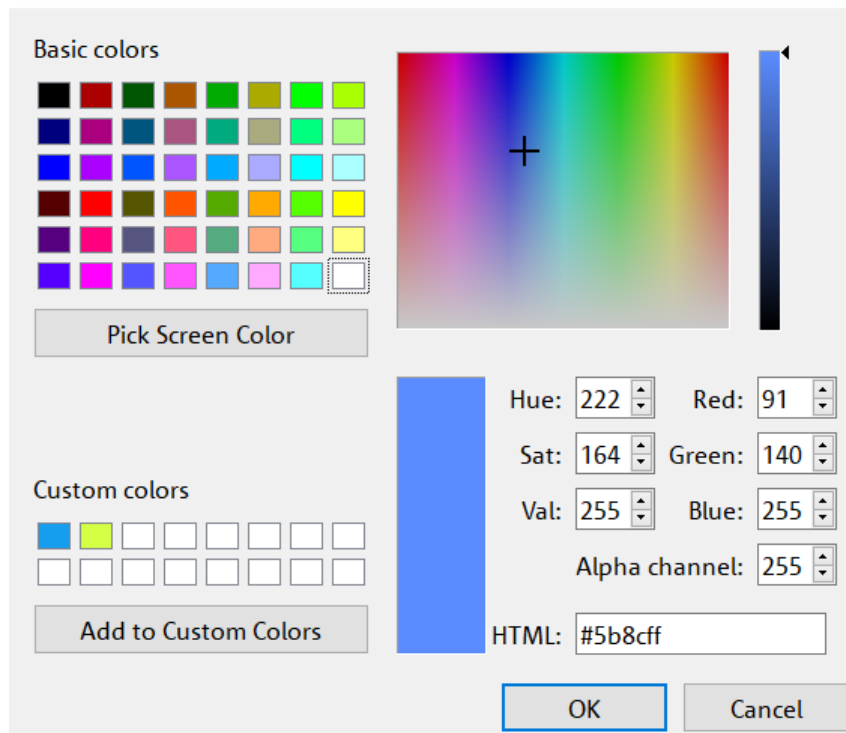 Basic colors
Pick Screen Color
Custom colors
Add to Custom Colors
Hue: 222 Red: 91
Sat: 164 Green: 140
Val: 255 Blue: 255
Alpha channel: 255
HTML: #5b8cff
OK Cancel